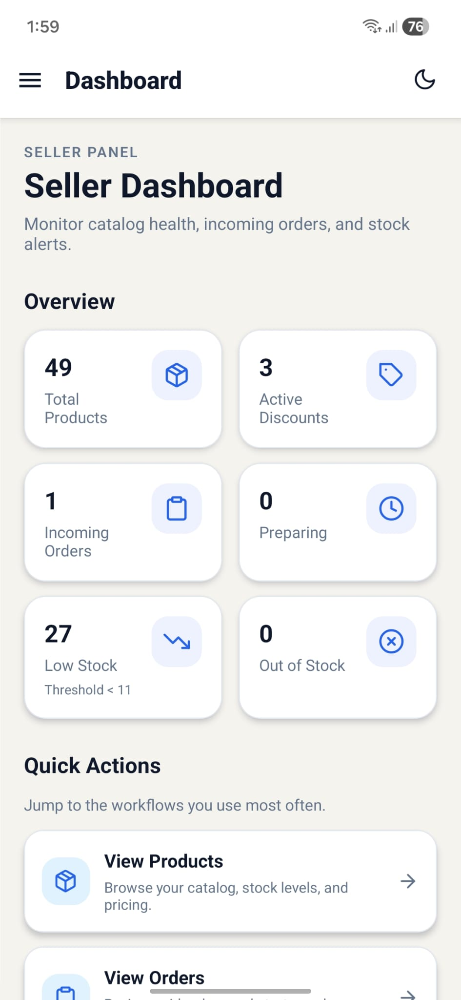 1:59
76
Dashboard
SELLER PANEL
Seller Dashboard
Monitor catalog health, incoming orders, and stock
alerts.
Overview
49
Total
Products
3
Active
Discounts
1
Incoming
Orders
0
Preparing
27
Low Stock
Threshold < 11
0
Out of Stock
Quick Actions
Jump to the workflows you use most often.
View Products
Browse your catalog, stock levels, and
pricing.
View Orders